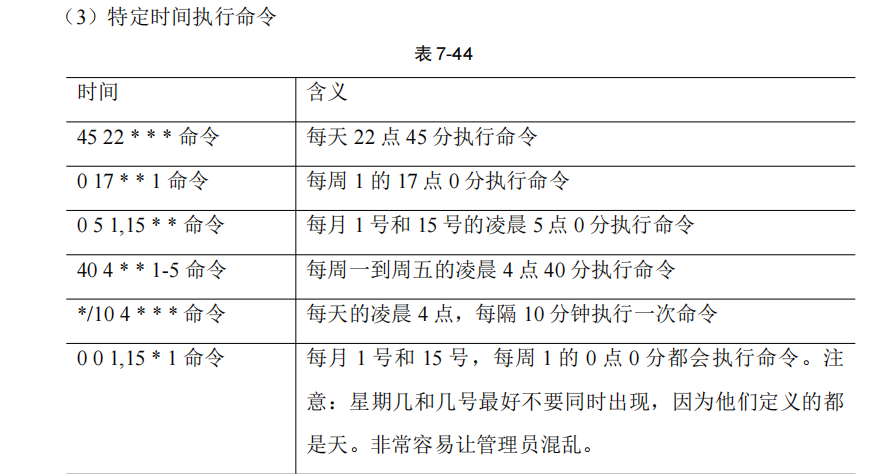 （3）特定时间执行命令
表 7-44
时间 含义
45 22 * * * 命令 每天 22 点 45 分执行命令
0 17 * * 1 命令 每周 1 的 17 点 0 分执行命令
0 5 1,15 * * 命令 每月 1 号和 15 号的凌晨 5 点 0 分执行命令
40 4 * * 1-5 命令 每周一到周五的凌晨 4 点 40 分执行命令
*/10 4 * * * 命令 每天的凌晨 4 点，每隔 10 分钟执行一次命令
0 0 1,15 * 1 命令 每月 1 号和 15 号，每周 1 的 0 点 0 分都会执行命令。注
意：星期几和几号最好不要同时出现，因为他们定义的都
是天。非常容易让管理员混乱。